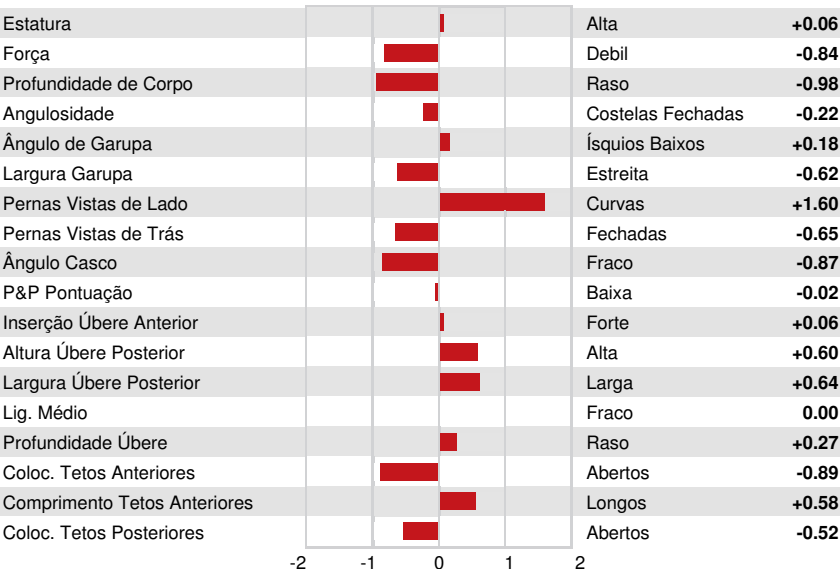 Estatura Alta +0.06
Força Debil -0.84
Profundidade de Corpo Raso -0.98
Angulosidade Costelas Fechadas -0.22
Ângulo de Garupa Ísquios Baixos +0.18
Largura Garupa Estreita -0.62
Pernas Vistas de Lado Curvas +1.60
Pernas Vistas de Trás Fechadas -0.65
Ângulo Casco Fraco -0.87
P&P Pontuação Baixa -0.02
Inserção Úbere Anterior Forte +0.06
Altura Úbere Posterior Alta +0.60
Largura Úbere Posterior Larga +0.64
Lig. Médio Fraco 0.00
Profundidade Úbere Raso +0.27
Coloc. Tetos Anteriores Abertos -0.89
Comprimento Tetos Anteriores Longos +0.58
Coloc. Tetos Posteriores Abertos -0.52
-2 -1 0 1 2